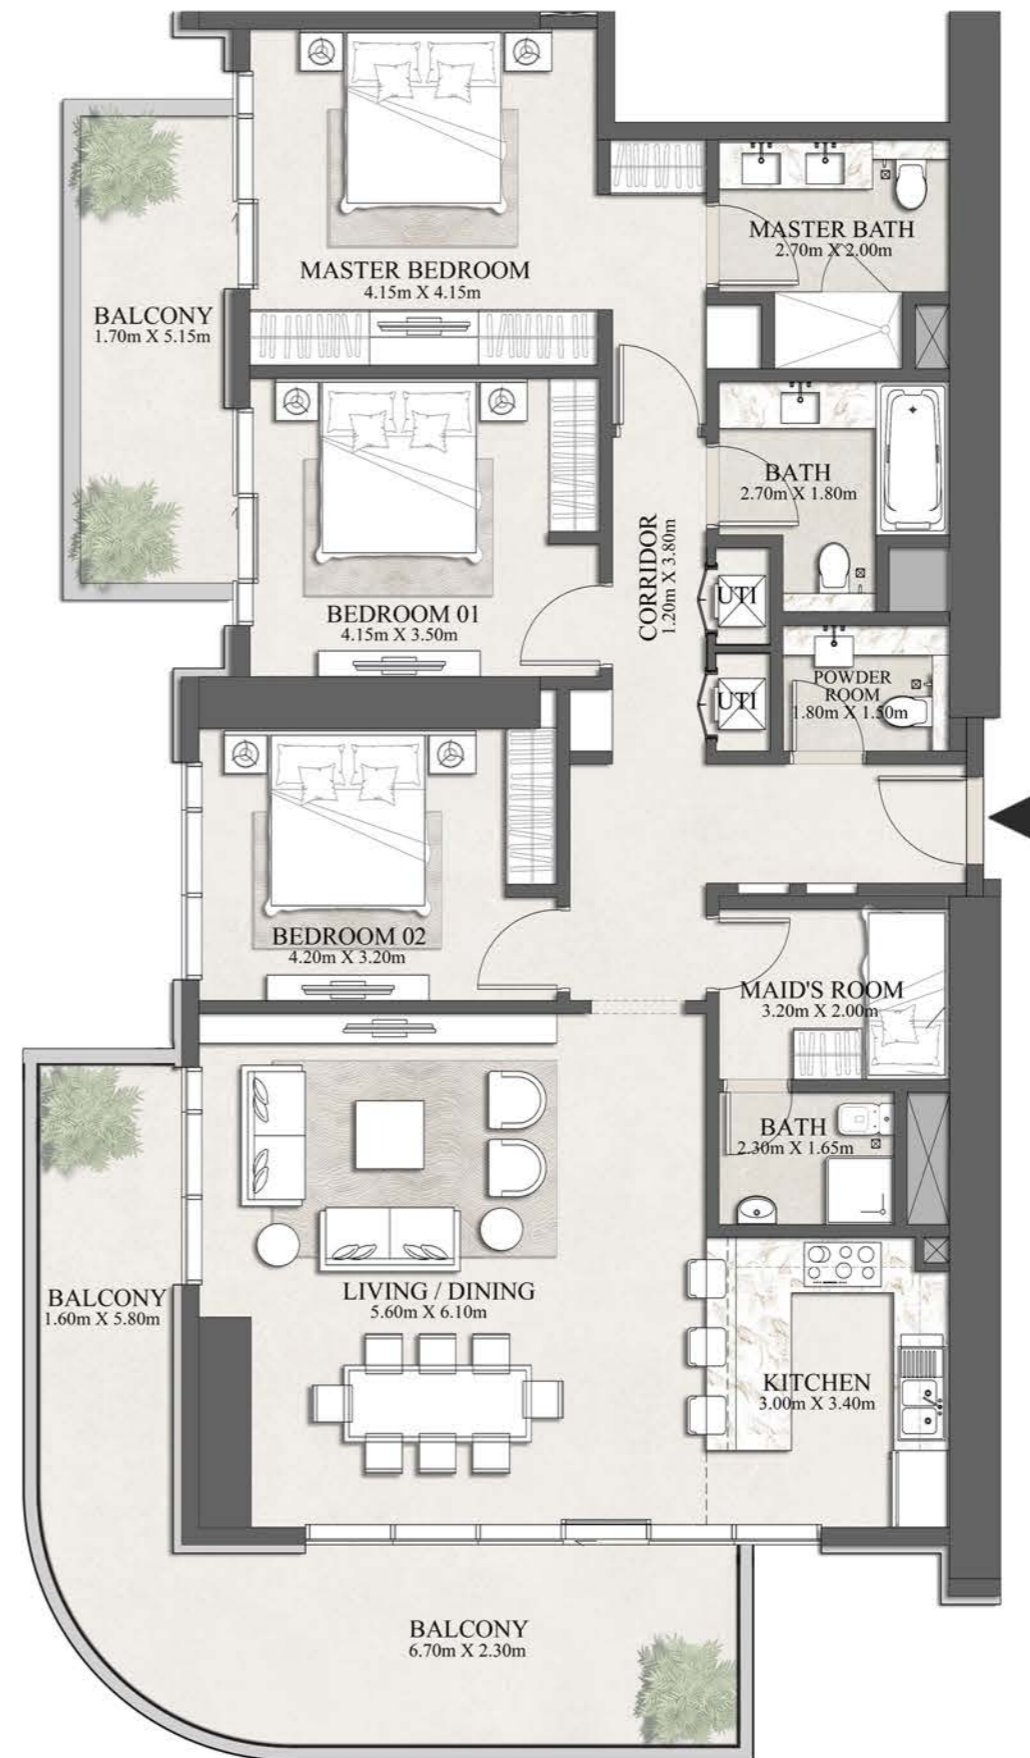 MASTER BEDROOM
4.15m X 4.15m
MASTER BATH
2.70m X 2.00m
BALCONY
1.70m X 5.15m
BATH
2.70m X 1.80m
CORRIDOR
1.20m X 3.80m
BEDROOM 01
4.15m X 3.50m
UTI
UTI
POWDER
ROOM
1.80m X 1.50m
BEDROOM 02
4.20m X 3.20m
MAID'S ROOM
3.20m X 2.00m
BATH
2.30m X 1.65m
BALCONY
1.60m X 5.80m
LIVING / DINING
5.60m X 6.10m
KITCHEN
3.00m X 3.40m
BALCONY
6.70m X 2.30m